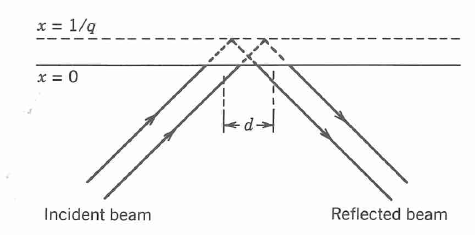 x = 1/q
x = 0
d
Incident beam
Reflected beam